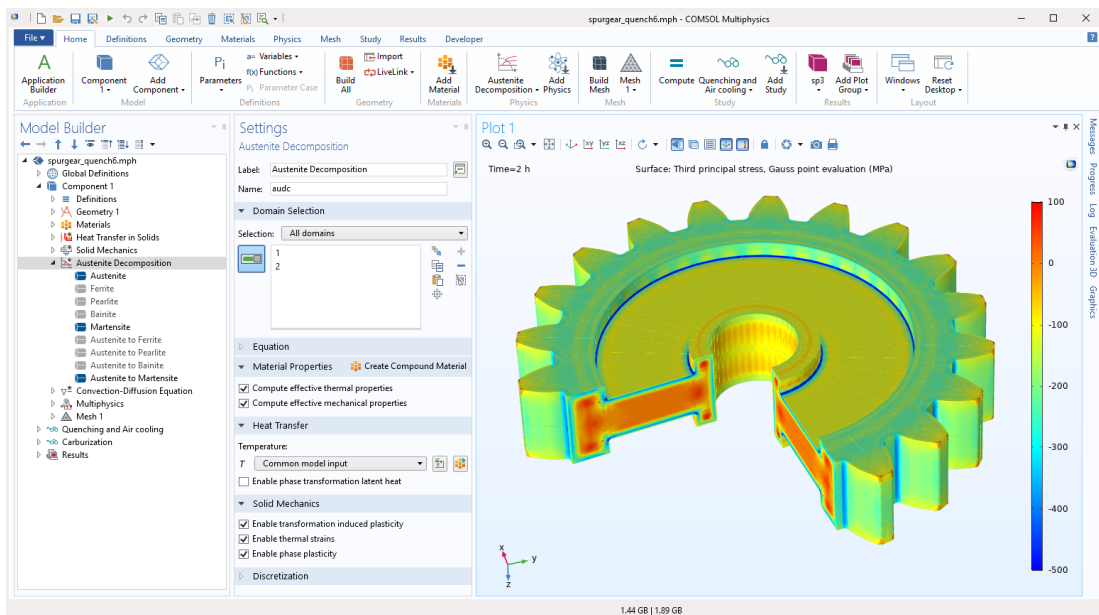 spurgear_quench6.mph - COMSOL Multiphysics
File Home Definitions Geometry Materials Physics Mesh Study Results Developer
Application Builder
Component 1
Add Component
Pi
Parameters
a= Variables
f(x) Functions
Pi Parameter Case
Build All
Import
LiveLink
Add Material
Austenite Decomposition
Add Physics
Build Mesh
Mesh 1
Compute
Quenching and Air cooling
Add Study
sp3
Add Plot Group
Windows
Reset Desktop
Application Model Definitions Geometry Materials Physics Mesh Study Results Layout
Model Builder
spurgear_quench6.mph
Global Definitions
Component 1
Definitions
Geometry 1
Materials
Heat Transfer in Solids
Solid Mechanics
Austenite Decomposition
Austenite
Ferrite
Pearlite
Bainite
Martensite
Austenite to Ferrite
Austenite to Pearlite
Austenite to Bainite
Austenite to Martensite
Convection-Diffusion Equation
Multiphysics
Mesh 1
Quenching and Air cooling
Carburization
Results
Settings
Austenite Decomposition
Label: Austenite Decomposition
Name: audc
Domain Selection
Selection: All domains
1
2
Equation
Material Properties Create Compound Material
Compute effective thermal properties
Compute effective mechanical properties
Heat Transfer
Temperature:
T Common model input
Enable phase transformation latent heat
Solid Mechanics
Enable transformation induced plasticity
Enable thermal strains
Enable phase plasticity
Discretization
Plot 1
xy yz xz
Time=2 h Surface: Third principal stress, Gauss point evaluation (MPa)
100
0
-100
-200
-300
-400
-500
x
y
z
Messages Progress Log Evaluation 3D Graphics
1.44 GB | 1.89 GB